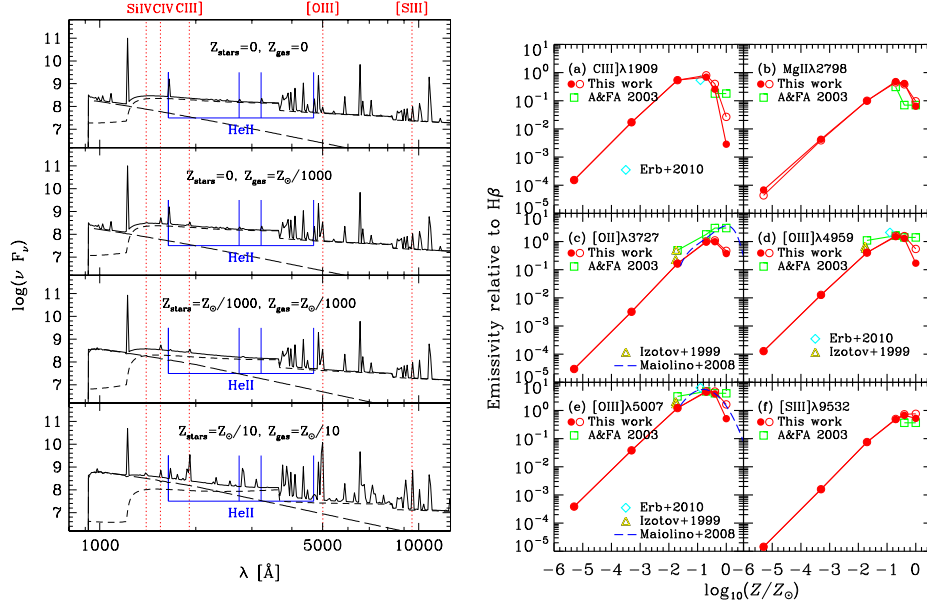 SiIV CIV CIII] [OIII] [SIII]
Z_stars=0, Z_gas=0
HeII
Z_stars=0, Z_gas=Z⊙/1000
HeII
Z_stars=Z⊙/1000, Z_gas=Z⊙/1000
HeII
Z_stars=Z⊙/10, Z_gas=Z⊙/10
HeII
11
10
9
8
7
11
10
9
8
7
11
10
9
8
7
11
10
9
8
7
log(ν Fν)
1000 5000 10000
λ [Å]
Emissivity relative to Hβ
10^1
10^0
10^-1
10^-2
10^-3
10^-4
10^-5
(a) CIII]λ1909
This work
A&FA 2003
Erb+2010
(b) MgIIλ2798
This work
A&FA 2003
10^1
10^0
10^-1
10^-2
10^-3
10^-4
10^-5
(c) [OII]λ3727
This work
A&FA 2003
Izotov+1999
Maiolino+2008
(d) [OIII]λ4959
This work
A&FA 2003
Erb+2010
Izotov+1999
10^1
10^0
10^-1
10^-2
10^-3
10^-4
10^-5
(e) [OIII]λ5007
This work
A&FA 2003
Erb+2010
Izotov+1999
Maiolino+2008
(f) [SIII]λ9532
This work
A&FA 2003
-6 -5 -4 -3 -2 -1 0 -6 -5 -4 -3 -2 -1 0
log10(Z/Z⊙)